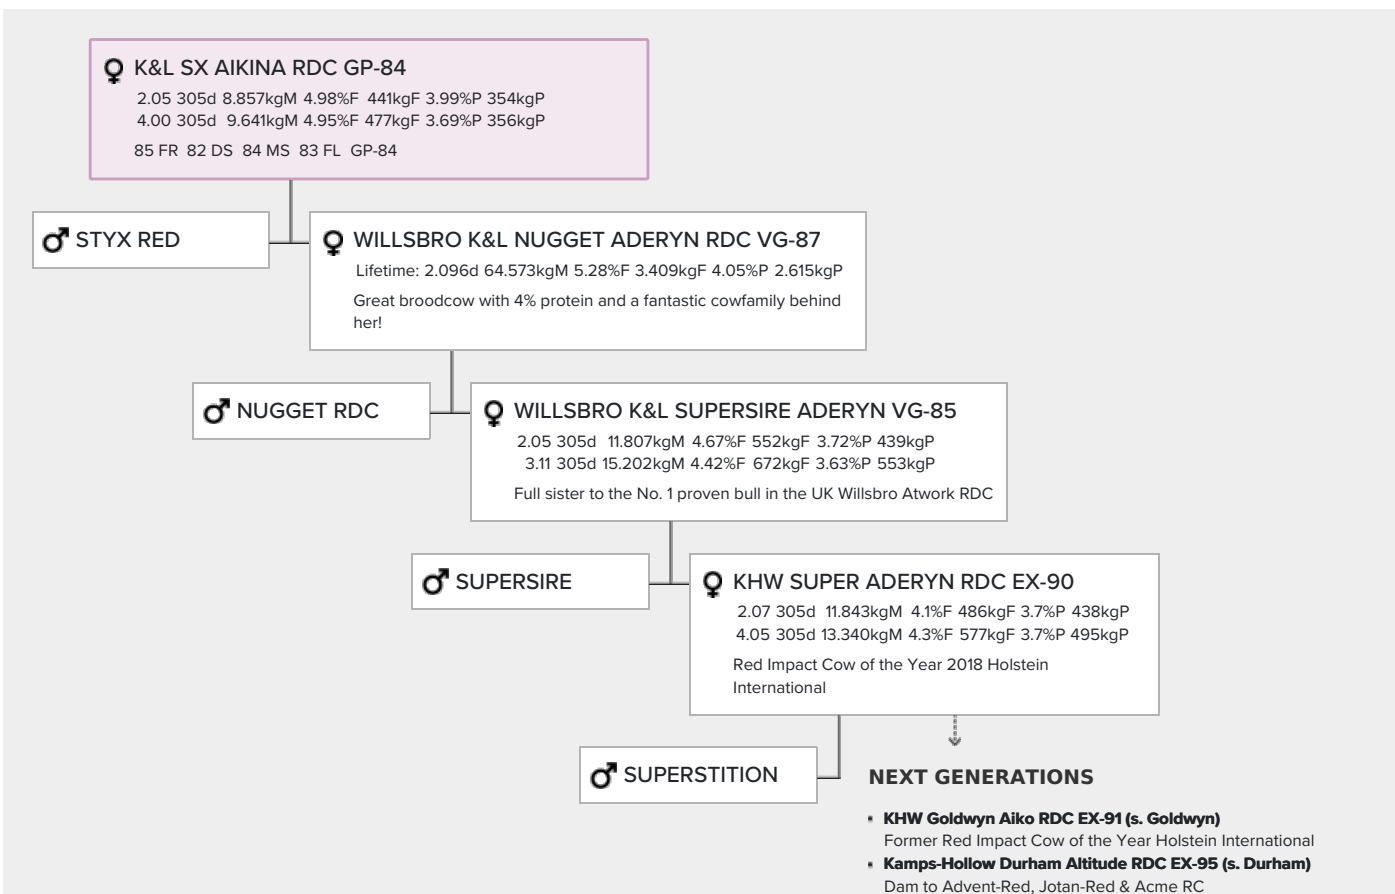 K&L SX AIKINA RDC GP-84
2.05 305d 8.857kgM 4.98%F 441kgF 3.99%P 354kgP
4.00 305d 9.641kgM 4.95%F 477kgF 3.69%P 356kgP
85 FR 82 DS 84 MS 83 FL GP-84
STYX RED
WILLSBRO K&L NUGGET ADERYN RDC VG-87
Lifetime: 2.096d 64.573kgM 5.28%F 3.409kgF 4.05%P 2.615kgP
Great broodcow with 4% protein and a fantastic cowfamily behind
her!
NUGGET RDC
WILLSBRO K&L SUPERSIRE ADERYN VG-85
2.05 305d 11.807kgM 4.67%F 552kgF 3.72%P 439kgP
3.11 305d 15.202kgM 4.42%F 672kgF 3.63%P 553kgP
Full sister to the No. 1 proven bull in the UK Willsbro Atwork RDC
SUPERSIRE
KHW SUPER ADERYN RDC EX-90
2.07 305d 11.843kgM 4.1%F 486kgF 3.7%P 438kgP
4.05 305d 13.340kgM 4.3%F 577kgF 3.7%P 495kgP
Red Impact Cow of the Year 2018 Holstein
International
SUPERSTITION
NEXT GENERATIONS
KHW Goldwyn Aiko RDC EX-91 (s. Goldwyn)
Former Red Impact Cow of the Year Holstein International
Kamps-Hollow Durham Altitude RDC EX-95 (s. Durham)
Dam to Advent-Red, Jotan-Red & Acme RC